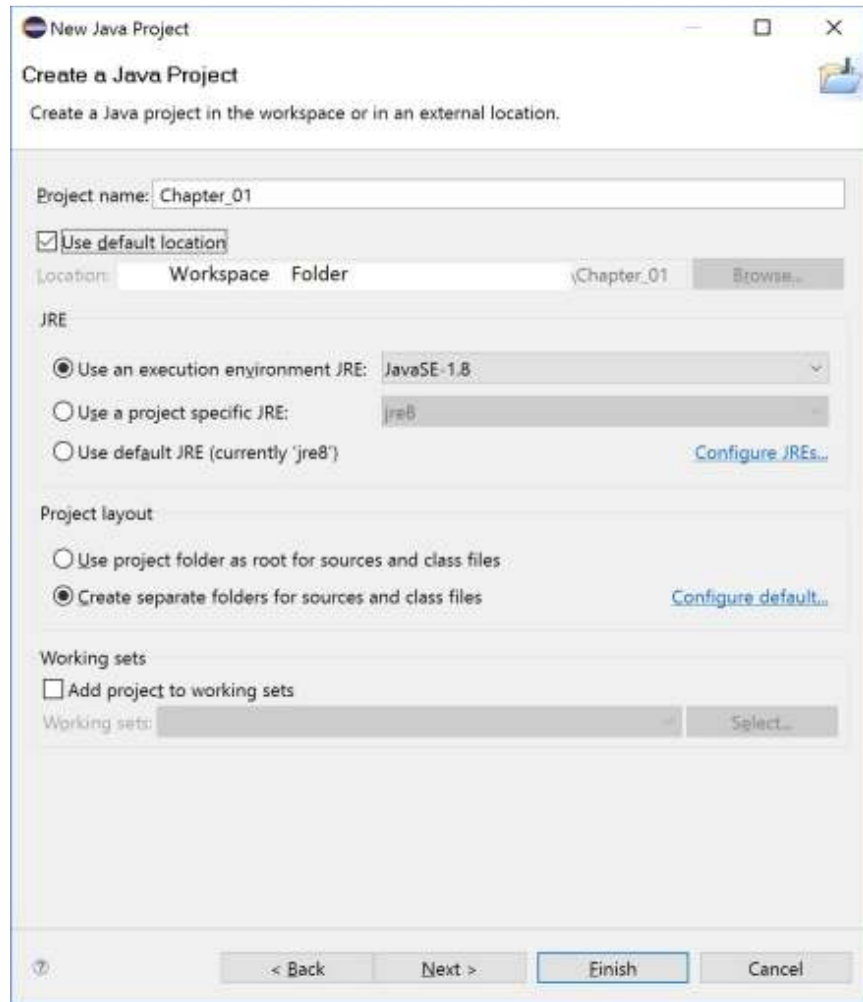 New Java Project
Create a Java Project
Create a Java project in the workspace or in an external location.
Project name: Chapter_01
Use default location
Location: Workspace Folder \Chapter_01 Browse...
JRE
Use an execution environment JRE: JavaSE-1.8
Use a project specific JRE: jre8
Use default JRE (currently 'jre8') Configure JREs...
Project layout
Use project folder as root for sources and class files
Create separate folders for sources and class files Configure default...
Working sets
Add project to working sets
Working sets: Select...
? < Back Next > Finish Cancel